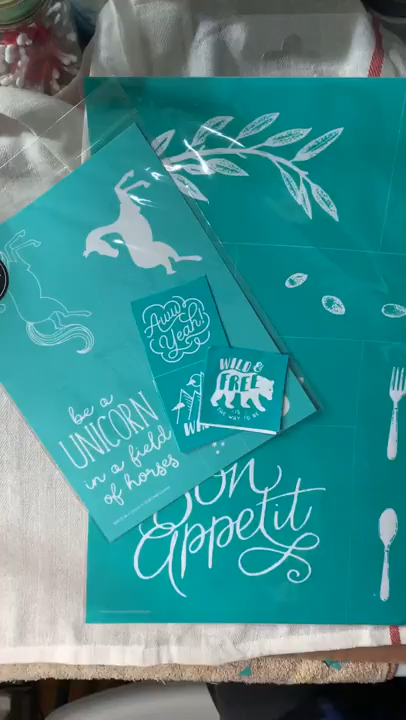 Aww
Yeah!
WILD &
FREE
IS
THE WAY TO BE
be a
UNICORN
in a field
of horses
Bon
Appetit